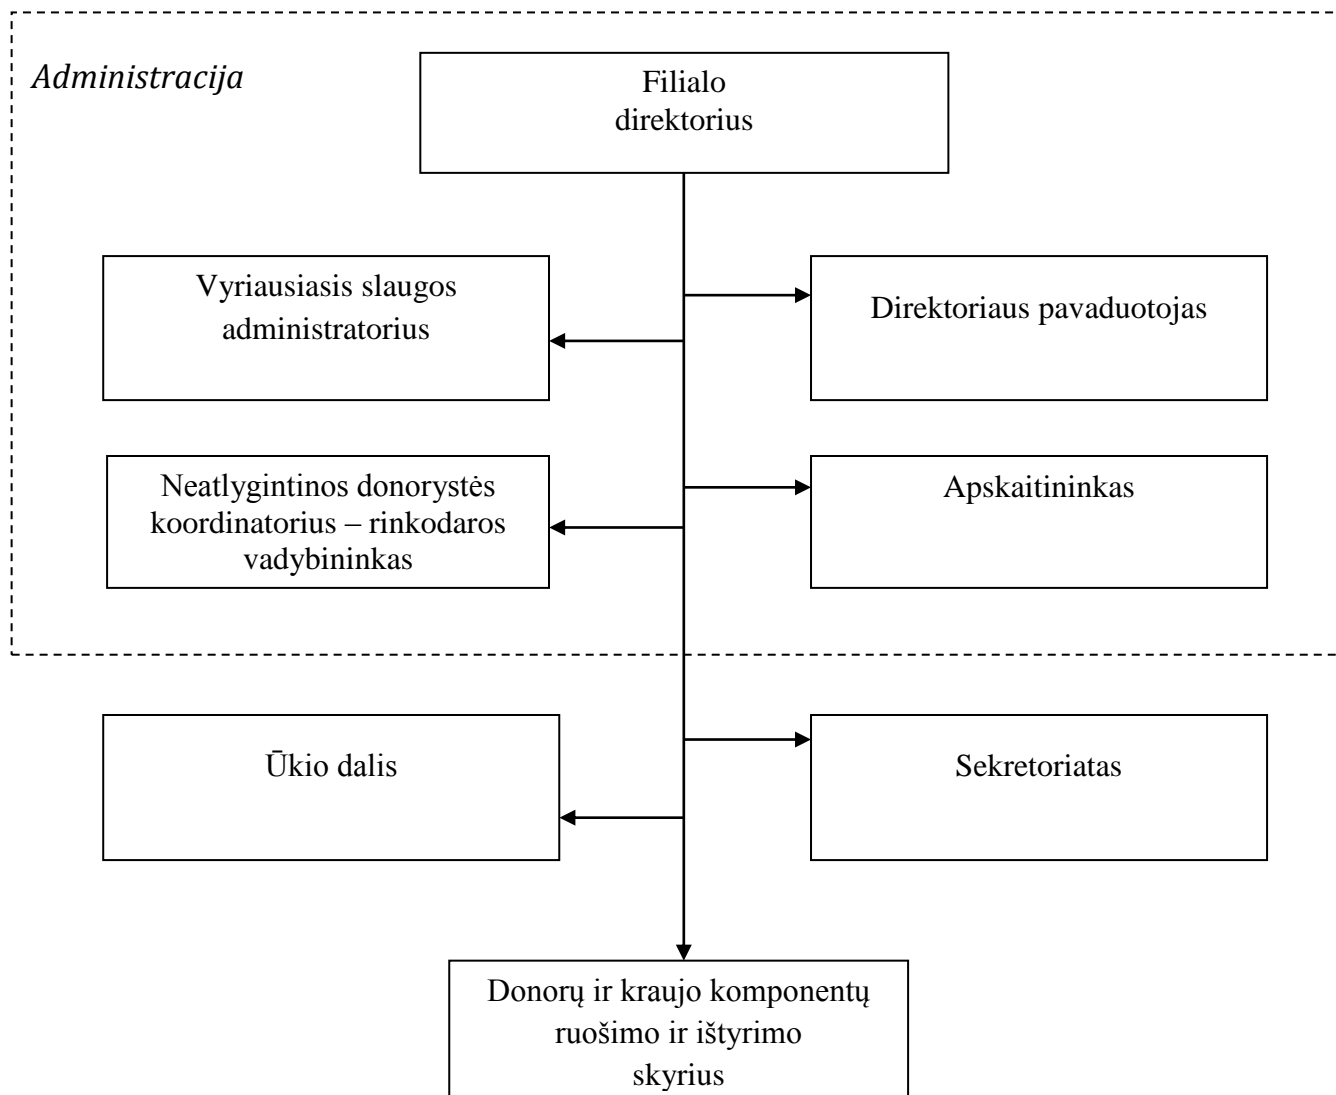 Administracija
Filialo
direktorius
Vyriausiasis slaugos
administratorius
Direktoriaus pavaduotojas
Neatlygintinos donorystės
koordinatorius – rinkodaros
vadybininkas
Apskaitininkas
Ūkio dalis
Sekretoriatas
Donorų ir kraujo komponentų
ruošimo ir ištyrimo
skyrius